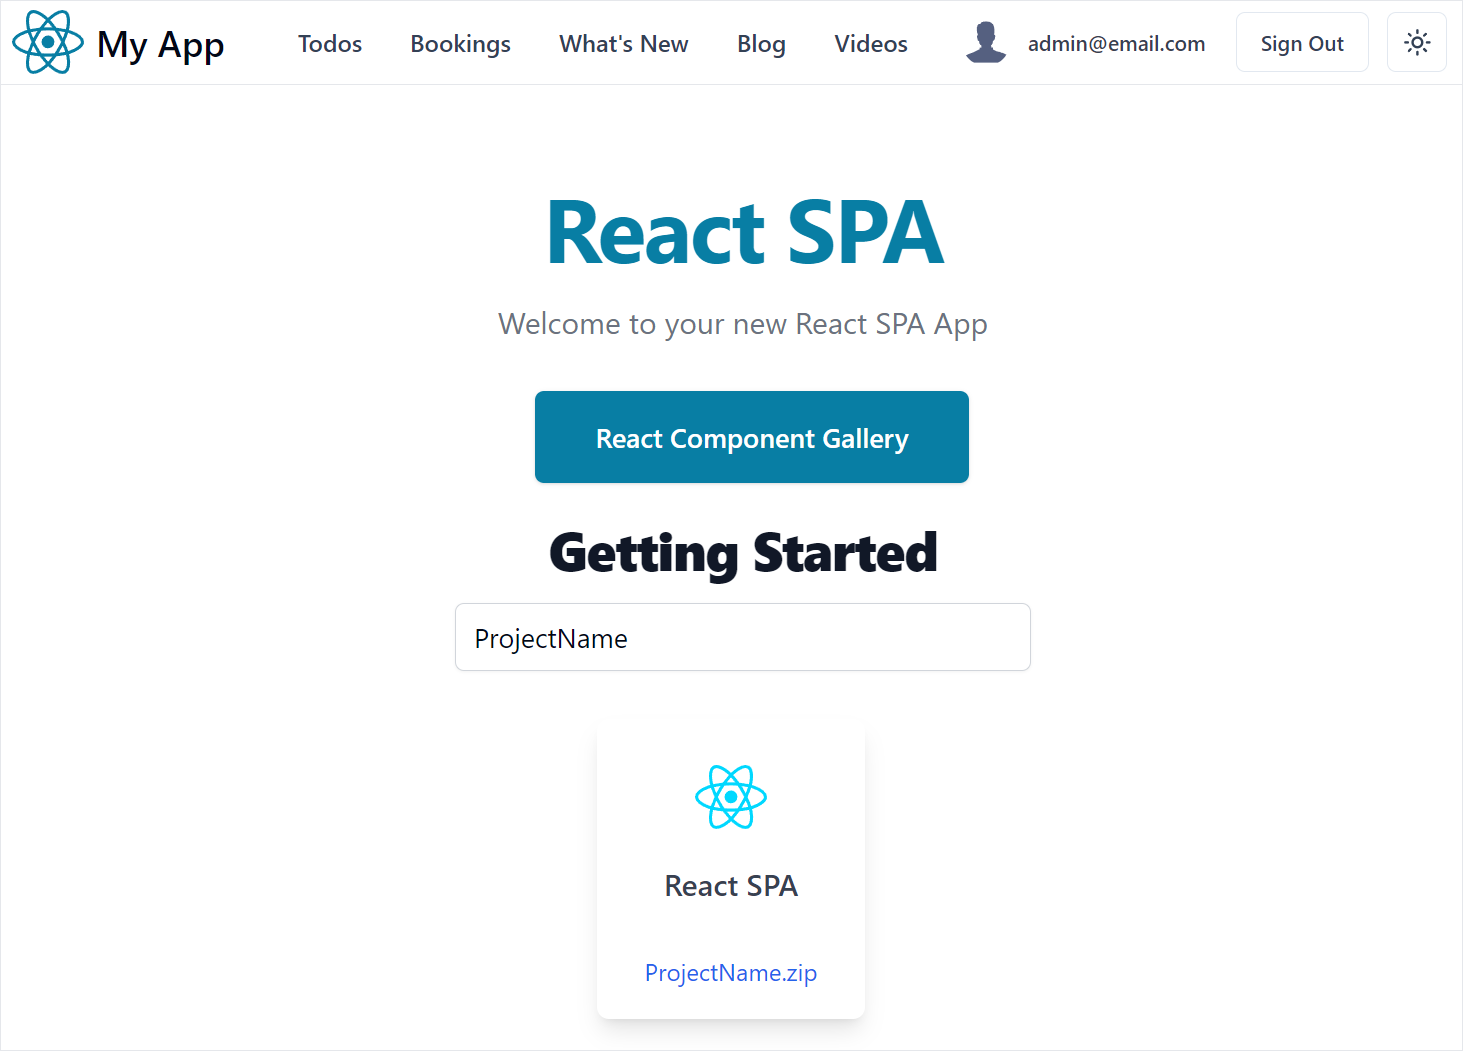 My App Todos Bookings What's New Blog Videos admin@email.com Sign Out
React SPA
Welcome to your new React SPA App
React Component Gallery
Getting Started
ProjectName
React SPA
ProjectName.zip